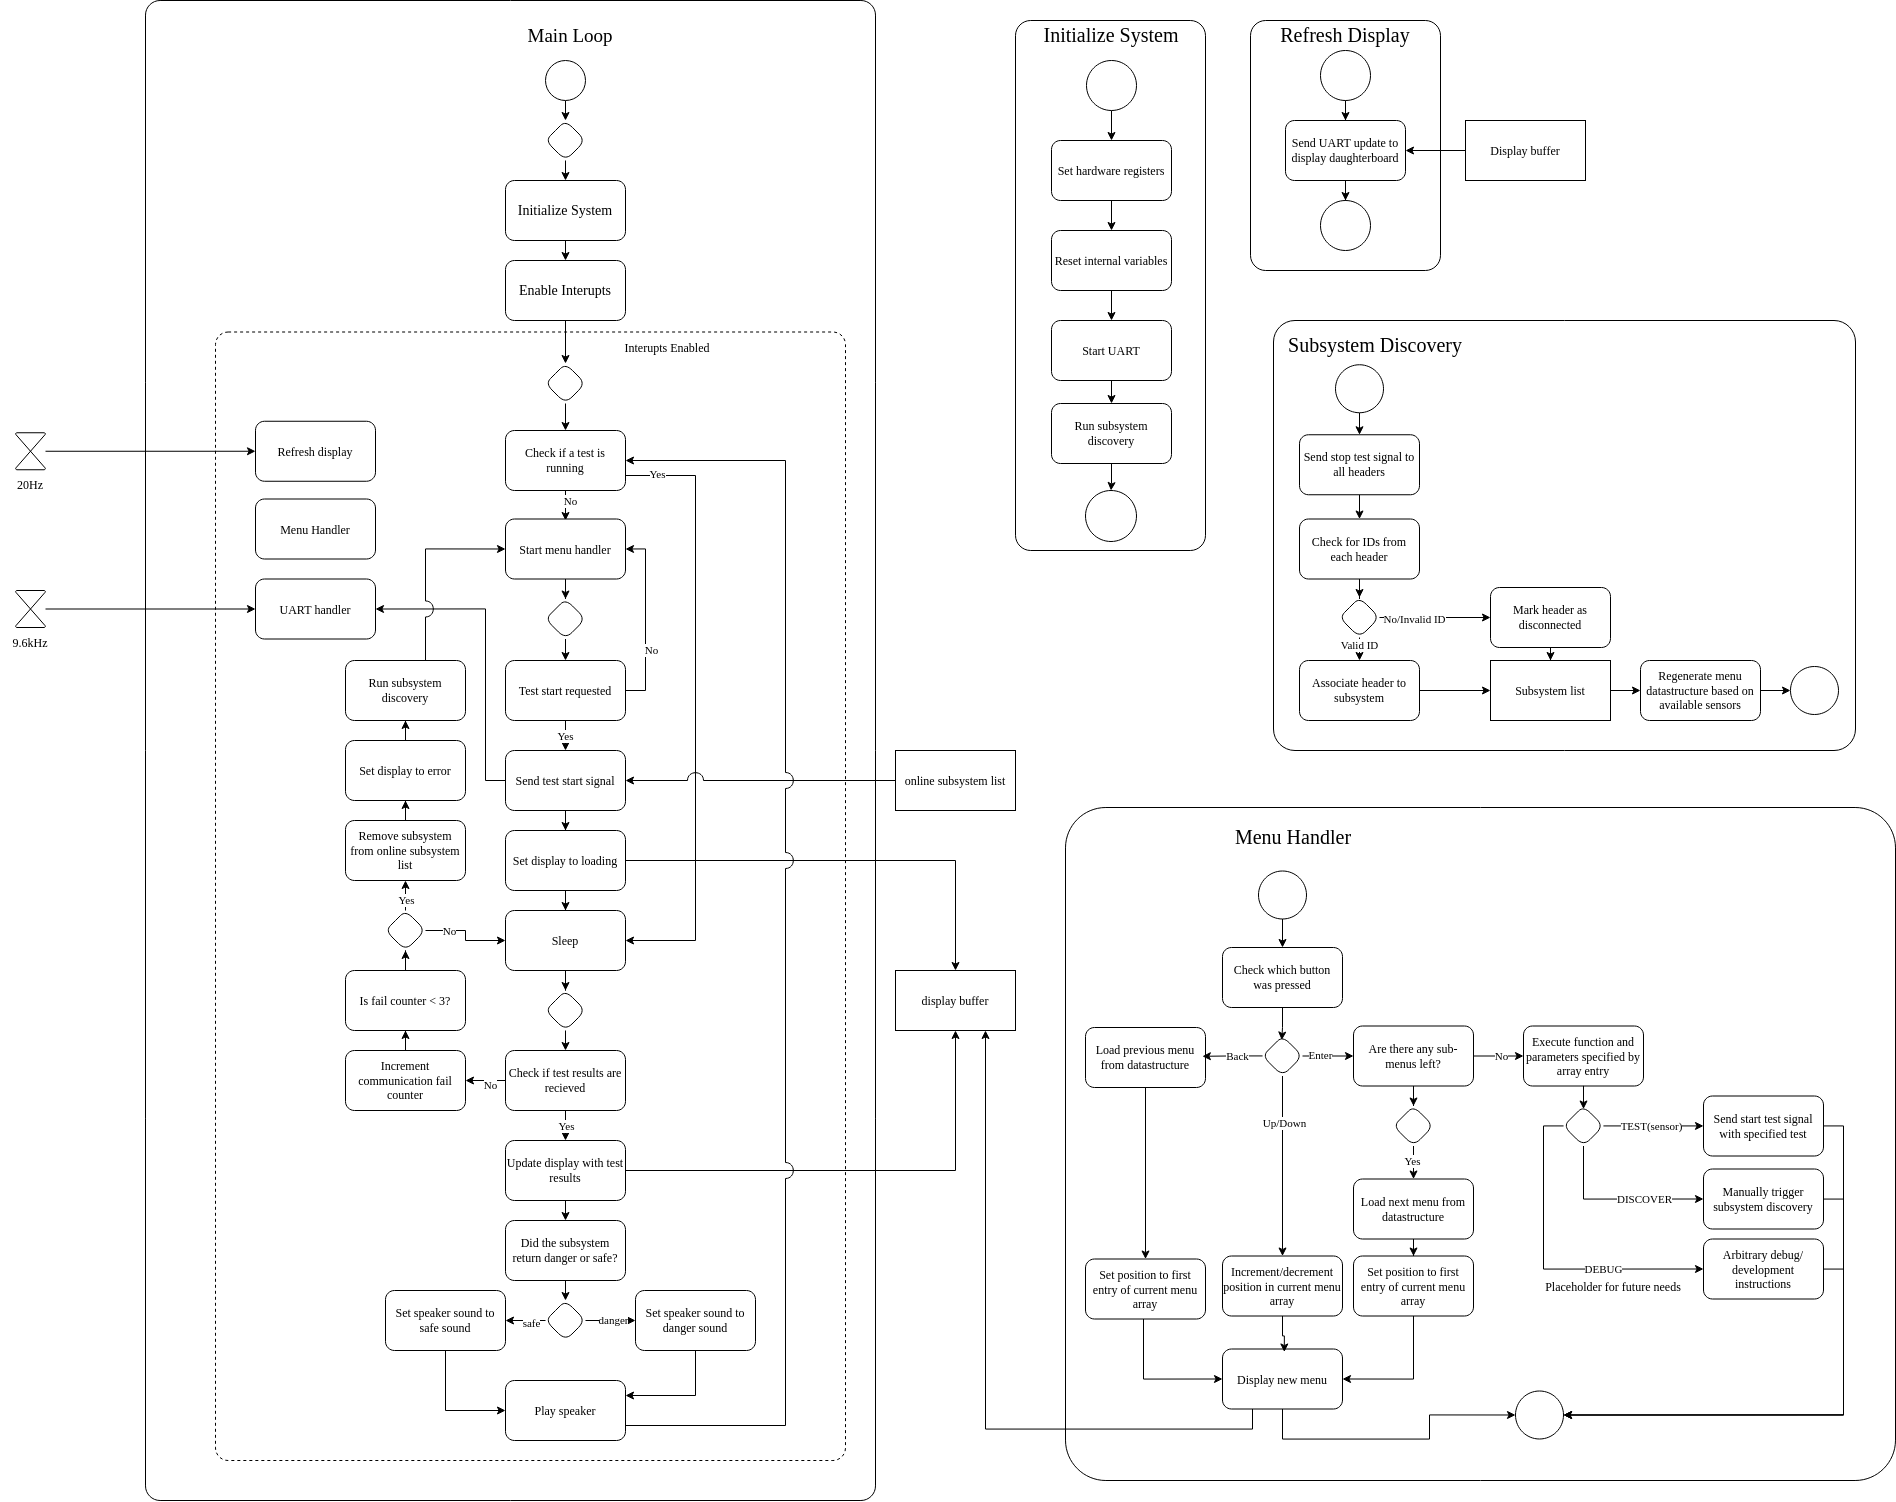 Main Loop
Initialize System
Enable Interupts
Interupts Enabled
20Hz
Refresh display
Menu Handler
9.6kHz
UART handler
Check if a test is
running
Yes
No
Start menu handler
No
Test start requested
Yes
Send test start signal
Set display to loading
Sleep
Run subsystem
discovery
Set display to error
Remove subsystem
from online subsystem
list
Yes
No
Is fail counter < 3?
Increment
communication fail
counter
No
Check if test results are
recieved
Yes
Update display with test
results
Did the subsystem
return danger or safe?
safe
danger
Set speaker sound to
safe sound
Set speaker sound to
danger sound
Play speaker
online subsystem list
display buffer
Initialize System
Set hardware registers
Reset internal variables
Start UART
Run subsystem
discovery
Refresh Display
Send UART update to
display daughterboard
Display buffer
Subsystem Discovery
Send stop test signal to
all headers
Check for IDs from
each header
No/Invalid ID
Valid ID
Mark header as
disconnected
Associate header to
subsystem
Subsystem list
Regenerate menu
datastructure based on
available sensors
Menu Handler
Check which button
was pressed
Back
Enter
Up/Down
Load previous menu
from datastructure
Are there any sub-
menus left?
No
Execute function and
parameters specified by
array entry
Yes
Load next menu from
datastructure
TEST(sensor)
Send start test signal
with specified test
DISCOVER
Manually trigger
subsystem discovery
DEBUG
Placeholder for future needs
Arbitrary debug/
development
instructions
Set position to first
entry of current menu
array
Increment/decrement
position in current menu
array
Set position to first
entry of current menu
array
Display new menu